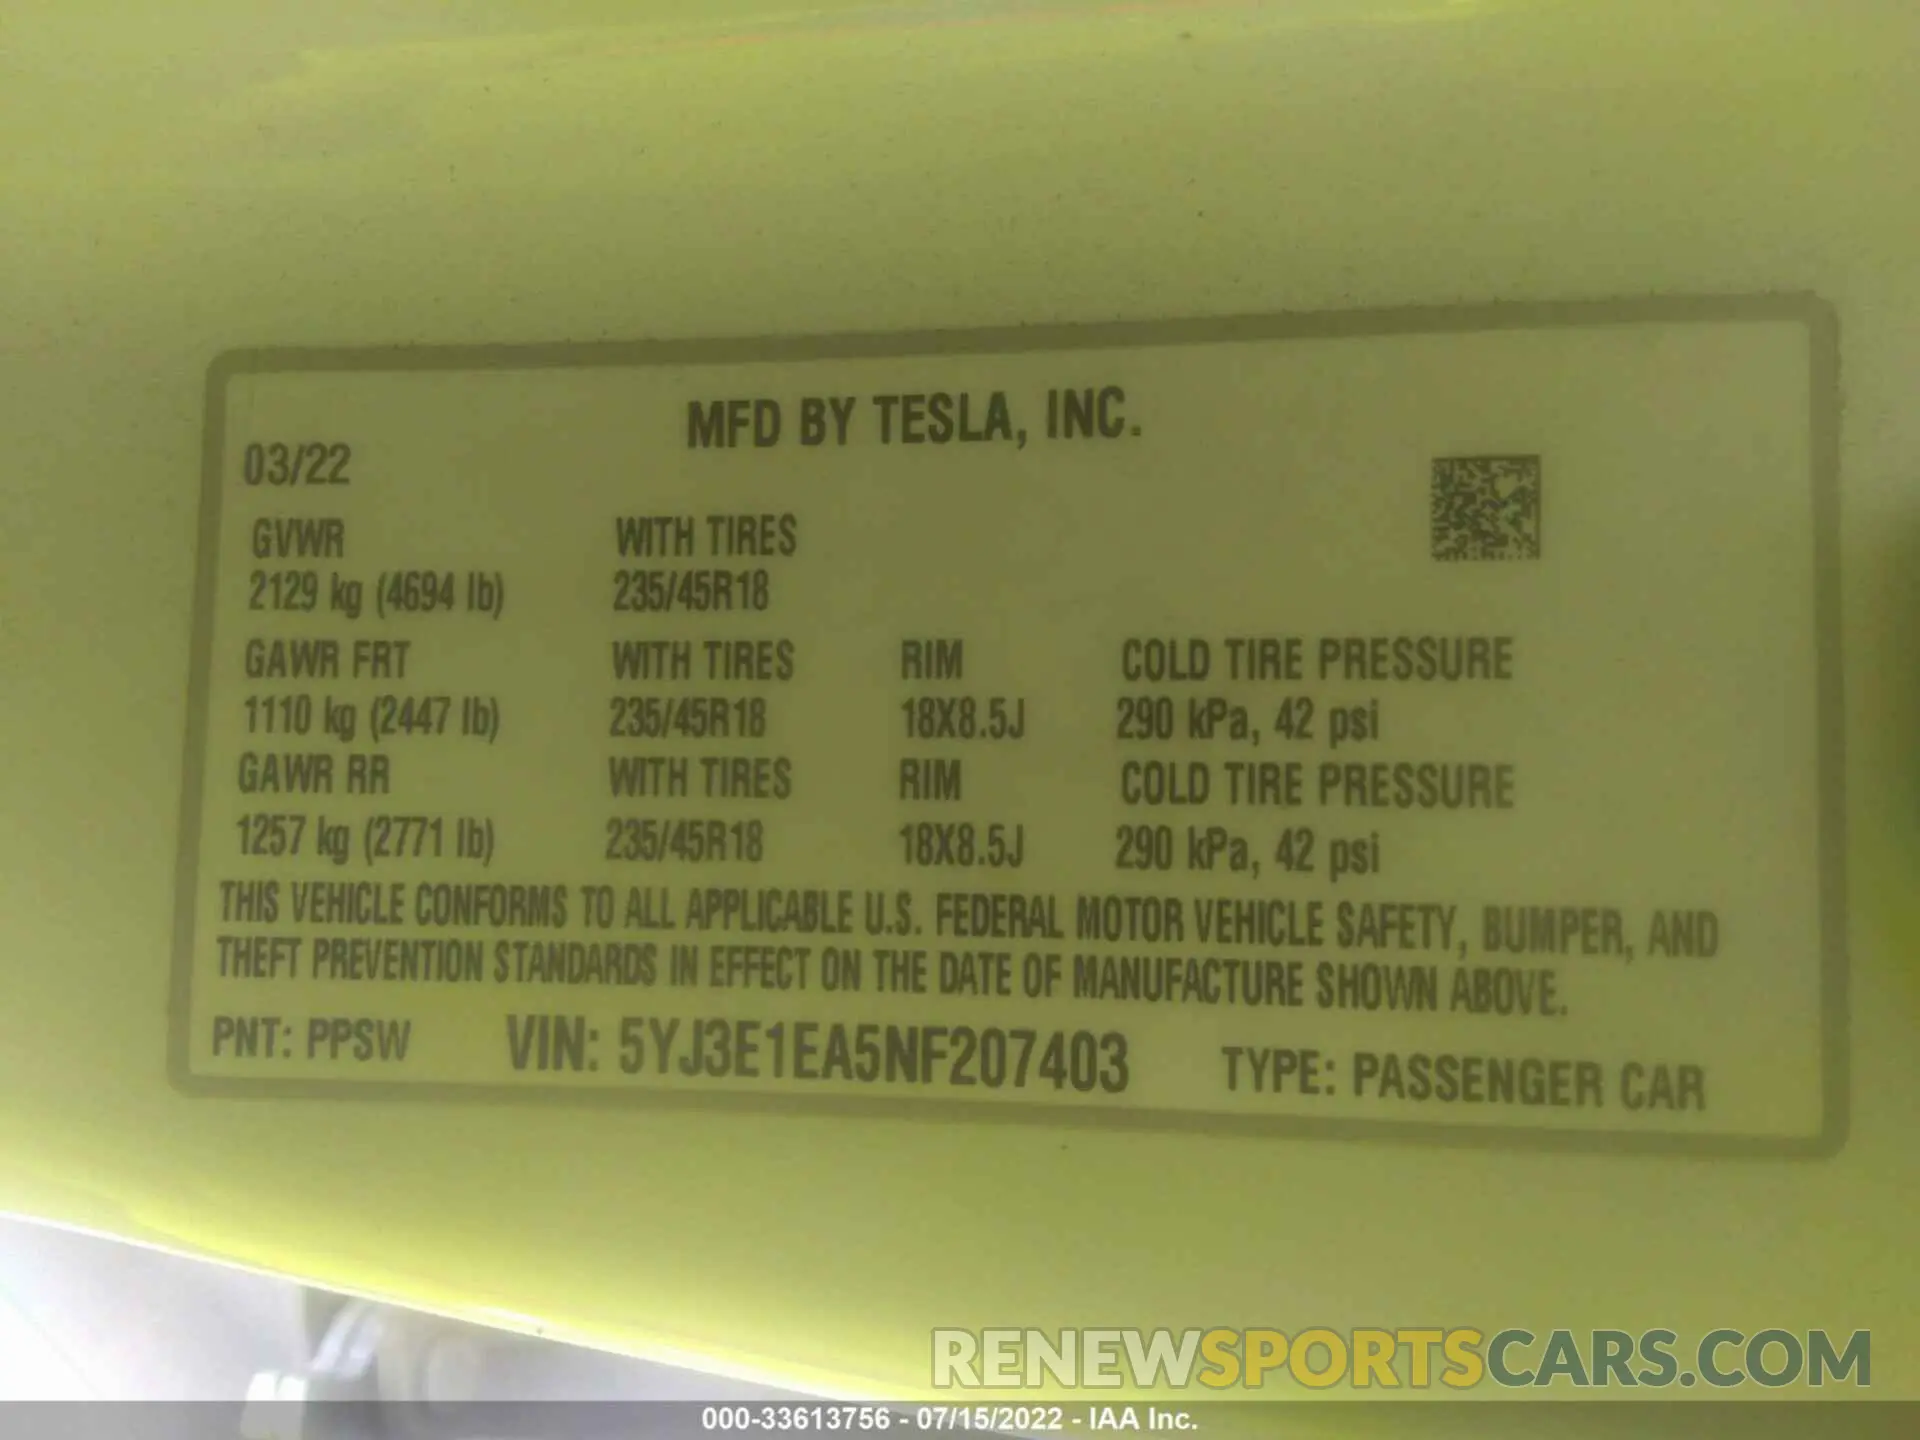 MFD BY TESLA, INC.
03/22
GVWR WITH TIRES
2129 kg (4694 lb) 235/45R18
GAWR FRT WITH TIRES RIM COLD TIRE PRESSURE
1110 kg (2447 lb) 235/45R18 18X8.5J 290 kPa, 42 psi
GAWR RR WITH TIRES RIM COLD TIRE PRESSURE
1257 kg (2771 lb) 235/45R18 18X8.5J 290 kPa, 42 psi
THIS VEHICLE CONFORMS TO ALL APPLICABLE U.S. FEDERAL MOTOR VEHICLE SAFETY, BUMPER, AND
THEFT PREVENTION STANDARDS IN EFFECT ON THE DATE OF MANUFACTURE SHOWN ABOVE.
PNT: PPSW VIN: 5YJ3E1EA5NF207403 TYPE: PASSENGER CAR
RENEWSPORTSCARS.COM
000-33613756 - 07/15/2022 - IAA Inc.